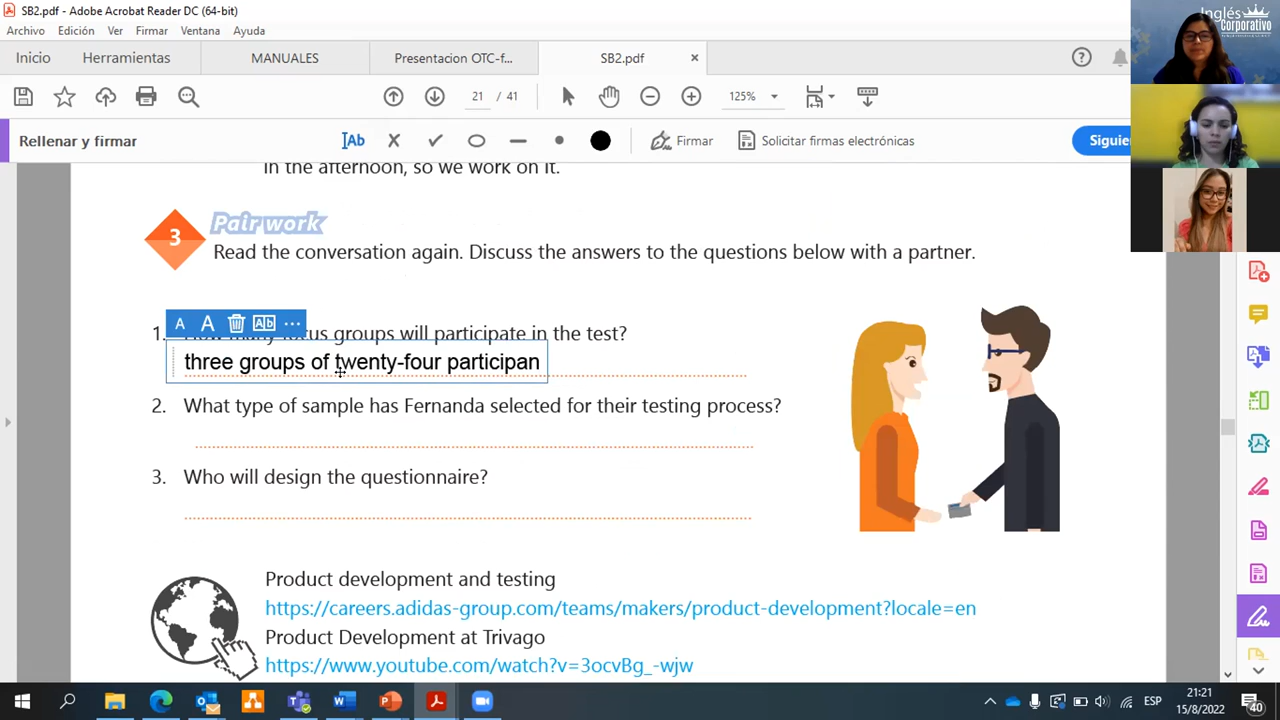 SB2.pdf - Adobe Acrobat Reader DC (64-bit)
Archivo Edición Ver Firmar Ventana Ayuda
Inicio Herramientas MANUALES Presentacion OTC-f... SB2.pdf ×
21 / 41 125%
Rellenar y firmar Ab Firmar Solicitar firmas electrónicas Siguie
in the afternoon, so we work on it.
3 Pair work
Read the conversation again. Discuss the answers to the questions below with a partner.
A A Ab ...
1. focus groups will participate in the test?
three groups of twenty-four participan
2. What type of sample has Fernanda selected for their testing process?
3. Who will design the questionnaire?
Product development and testing
https://careers.adidas-group.com/teams/makers/product-development?locale=en
Product Development at Trivago
https://www.youtube.com/watch?v=3ocvBg_-wjw
Inglés
Corporativo
ESP
21:21
15/8/2022
40